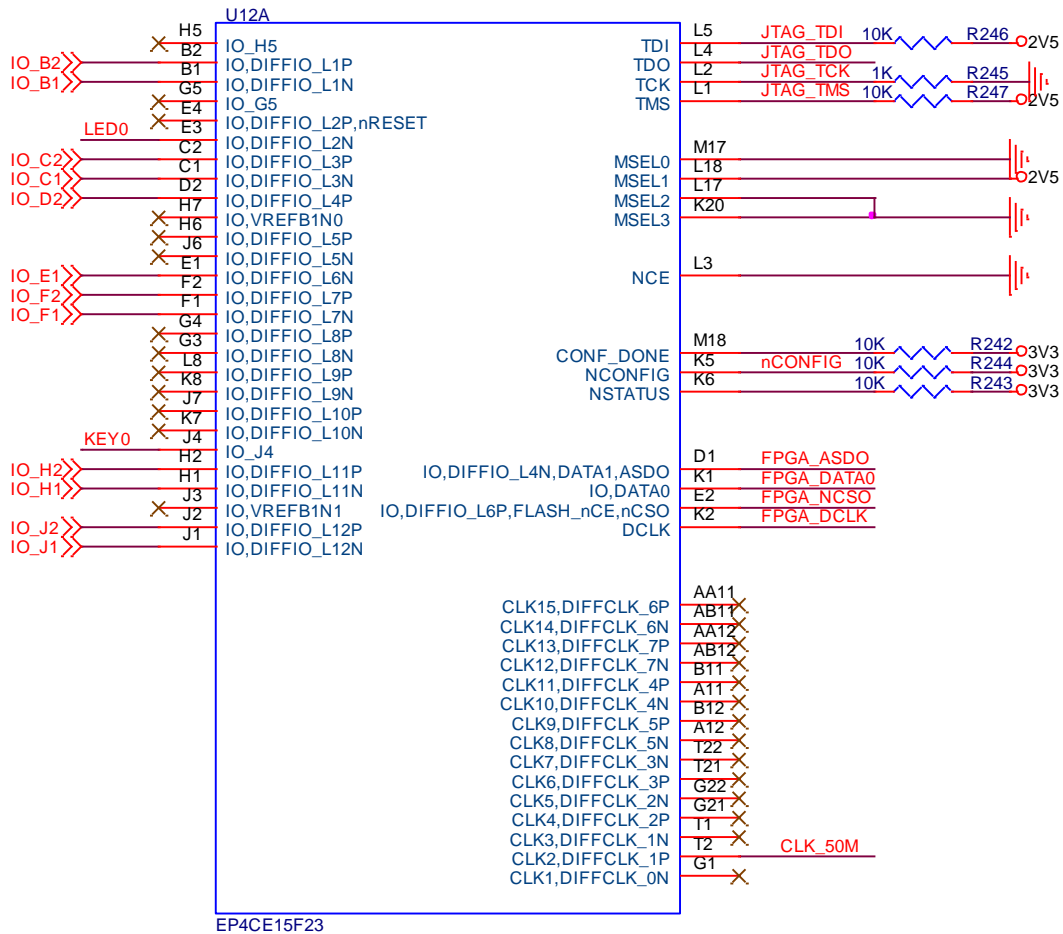 U12A
H5 IO_H5
IO_B2 B2 IO,DIFFIO_L1P
IO_B1 B1 IO,DIFFIO_L1N
G5 IO_G5
E4 IO,DIFFIO_L2P,nRESET
LED0 E3 IO,DIFFIO_L2N
IO_C2 C2 IO,DIFFIO_L3P
IO_C1 C1 IO,DIFFIO_L3N
IO_D2 D2 IO,DIFFIO_L4P
H7 IO,VREFB1N0
H6 IO,DIFFIO_L5P
J6 IO,DIFFIO_L5N
IO_E1 E1 IO,DIFFIO_L6N
IO_F2 F2 IO,DIFFIO_L7P
IO_F1 F1 IO,DIFFIO_L7N
G4 IO,DIFFIO_L8P
G3 IO,DIFFIO_L8N
L8 IO,DIFFIO_L9P
K8 IO,DIFFIO_L9N
J7 IO,DIFFIO_L10P
K7 IO,DIFFIO_L10N
KEY0 J4 IO_J4
IO_H2 H2 IO,DIFFIO_L11P
IO_H1 H1 IO,DIFFIO_L11N
J3 IO,VREFB1N1
IO_J2 J2 IO,DIFFIO_L12P
IO_J1 J1 IO,DIFFIO_L12N
TDI L5 JTAG_TDI 10K R246 2V5
TDO L4 JTAG_TDO
TCK L2 JTAG_TCK 1K R245
TMS L1 JTAG_TMS 10K R247 2V5
MSEL0 M17
MSEL1 L18 2V5
MSEL2 L17
MSEL3 K20
NCE L3
CONF_DONE M18 10K R242 3V3
NCONFIG K5 nCONFIG 10K R244 3V3
NSTATUS K6 10K R243 3V3
IO,DIFFIO_L4N,DATA1,ASDO D1 FPGA_ASDO
IO,DATA0 K1 FPGA_DATA0
IO,DIFFIO_L6P,FLASH_nCE,nCSO E2 FPGA_NCSO
DCLK K2 FPGA_DCLK
CLK15,DIFFCLK_6P AA11
CLK14,DIFFCLK_6N AB11
CLK13,DIFFCLK_7P AA12
CLK12,DIFFCLK_7N AB12
CLK11,DIFFCLK_4P B11
CLK10,DIFFCLK_4N A11
CLK9,DIFFCLK_5P B12
CLK8,DIFFCLK_5N A12
CLK7,DIFFCLK_3N T22
CLK6,DIFFCLK_3P T21
CLK5,DIFFCLK_2N G22
CLK4,DIFFCLK_2P G21
CLK3,DIFFCLK_1N T1
CLK2,DIFFCLK_1P T2 CLK_50M
CLK1,DIFFCLK_0N G1
EP4CE15F23